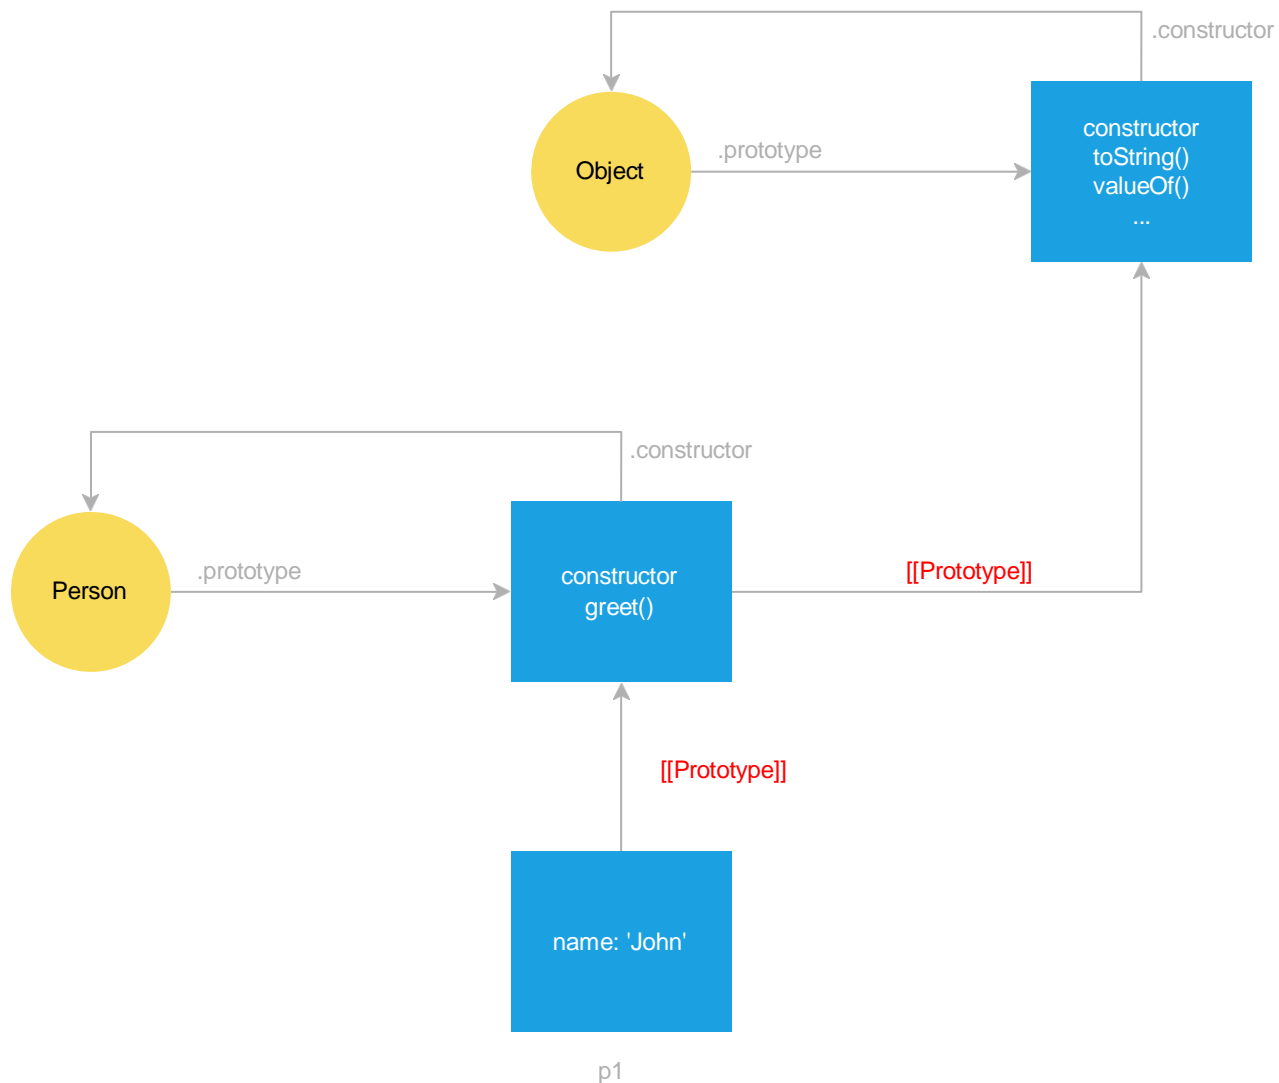 .constructor
constructor
toString()
valueOf()
...
Object
.prototype
.constructor
Person
.prototype
constructor
greet()
[[Prototype]]
[[Prototype]]
name: 'John'
p1